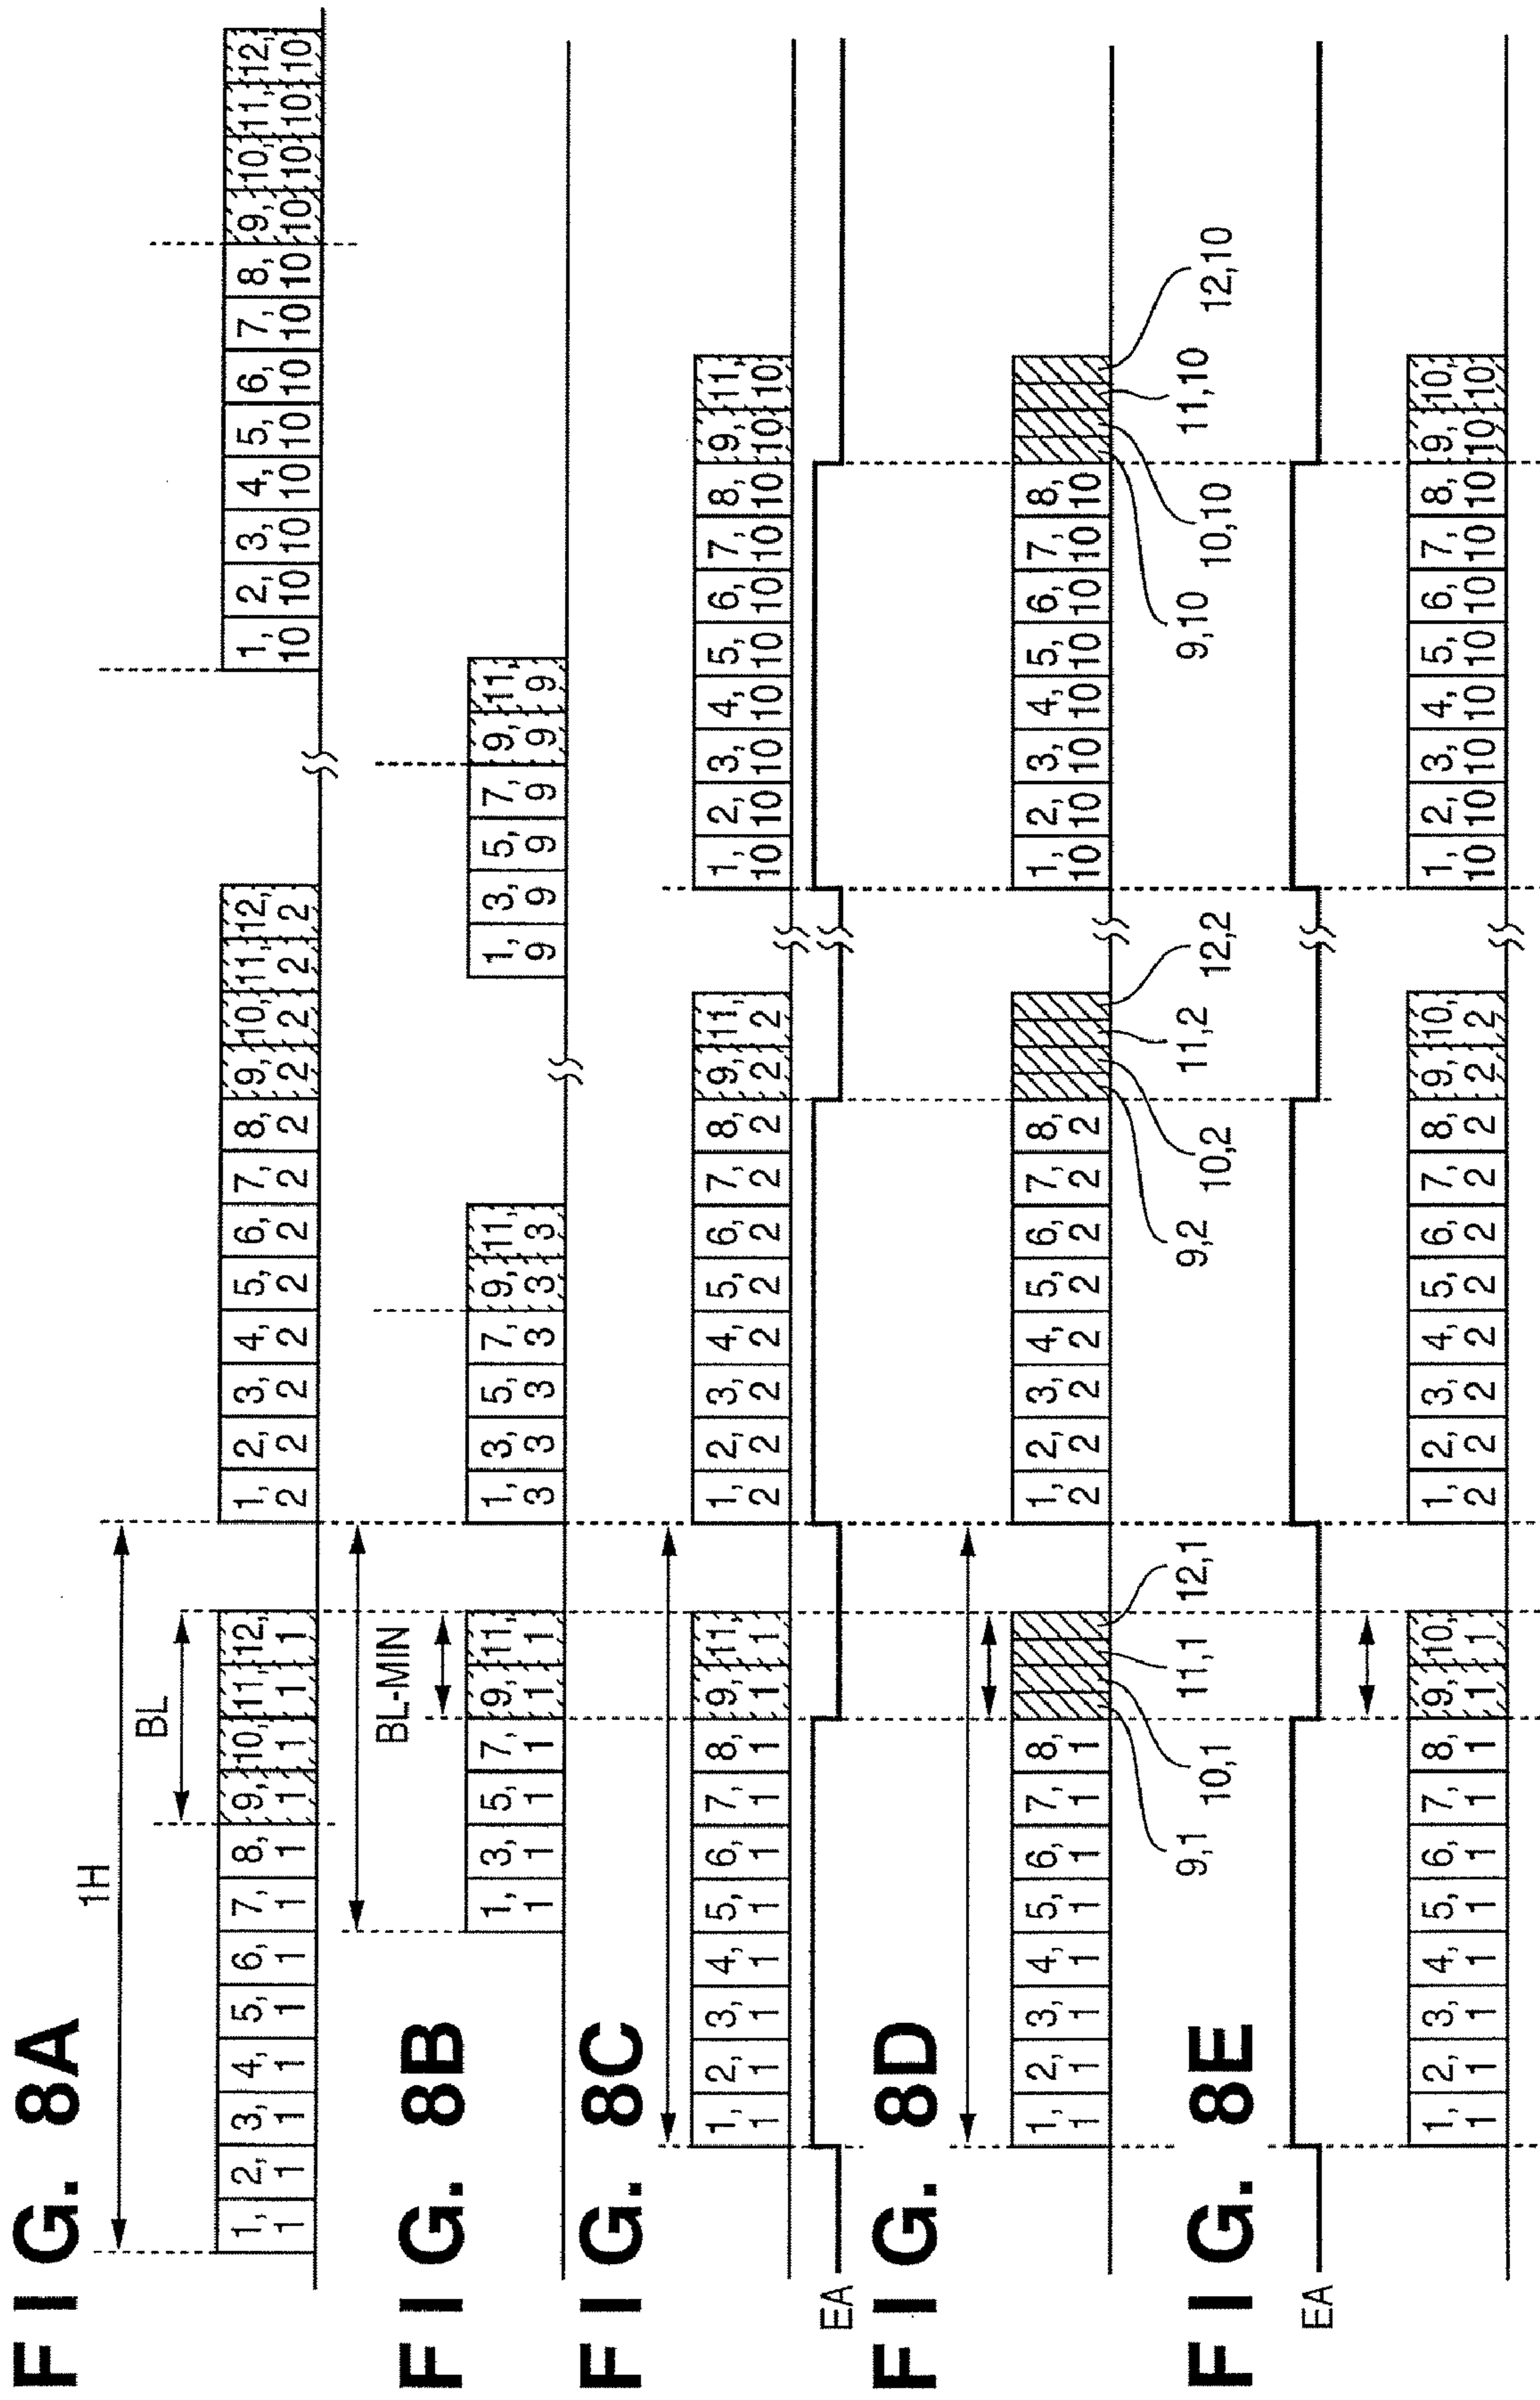 FIG. 8A
1H
BL
1, 2, 3, 4, 5, 6, 7, 8, 9, 10, 11, 12, 1, 2, 3, 4, 5, 6, 7, 8, 9, 10, 11, 12, 1, 2, 3, 4, 5, 6, 7, 8, 9, 10, 11, 12,
1 1 1 1 1 1 1 1 1 1 1 1 2 2 2 2 2 2 2 2 2 2 2 2 10 10 10 10 10 10 10 10 10 10 10 10
FIG. 8B
BL-MIN
1, 3, 5, 7, 9, 11, 1, 3, 5, 7, 9, 11, 1, 3, 5, 7, 9, 11,
1 1 1 1 1 1 3 3 3 3 3 3 9 9 9 9 9 9
FIG. 8C
1, 2, 3, 4, 5, 6, 7, 8, 9, 11, 1, 2, 3, 4, 5, 6, 7, 8, 9, 11, 1, 2, 3, 4, 5, 6, 7, 8, 9, 11,
1 1 1 1 1 1 1 1 1 1 2 2 2 2 2 2 2 2 2 2 10 10 10 10 10 10 10 10 10 10
EA
FIG. 8D
1, 2, 3, 4, 5, 6, 7, 8, 1, 2, 3, 4, 5, 6, 7, 8, 1, 2, 3, 4, 5, 6, 7, 8,
1 1 1 1 1 1 1 1 2 2 2 2 2 2 2 2 10 10 10 10 10 10 10 10
9,1 10,1 11,1 12,1 9,2 10,2 11,2 12,2 9,10 10,10 11,10 12,10
FIG. 8E
EA
1, 2, 3, 4, 5, 6, 7, 8, 9, 10, 1, 2, 3, 4, 5, 6, 7, 8, 9, 10, 1, 2, 3, 4, 5, 6, 7, 8, 9, 10,
1 1 1 1 1 1 1 1 1 1 2 2 2 2 2 2 2 2 2 2 10 10 10 10 10 10 10 10 10 10